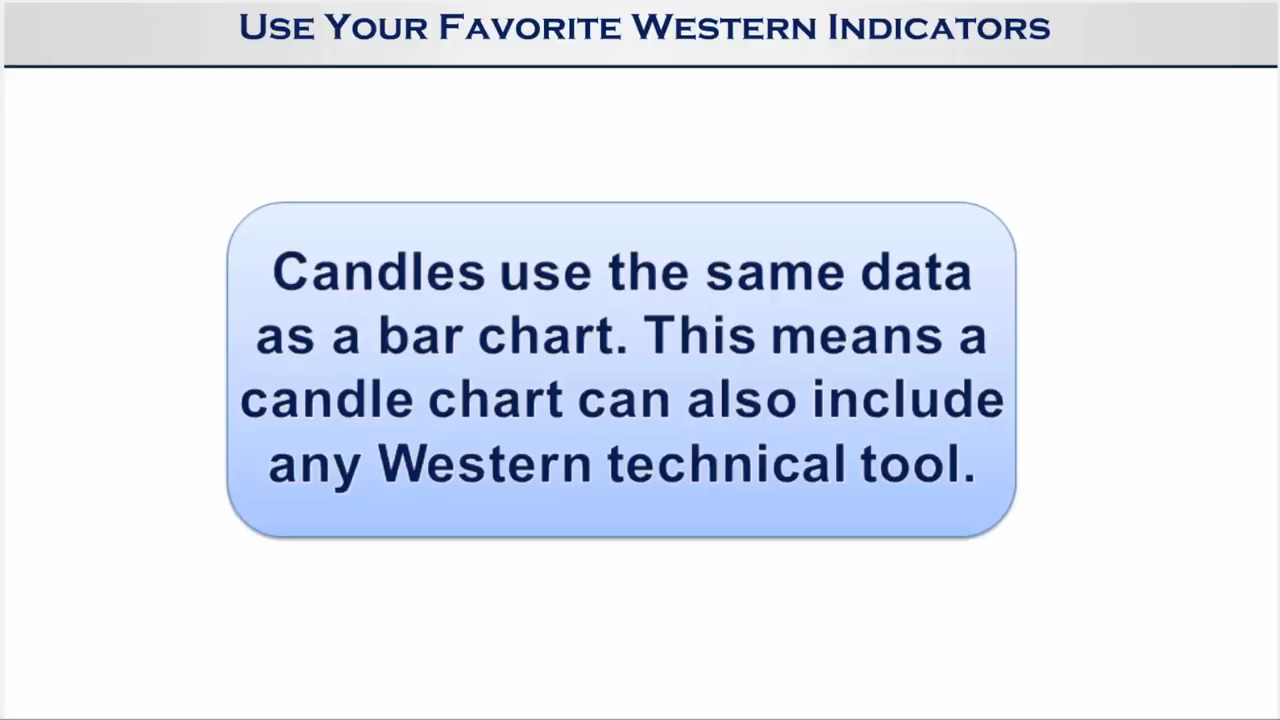 USE YOUR FAVORITE WESTERN INDICATORS
Candles use the same data
as a bar chart. This means a
candle chart can also include
any Western technical tool.